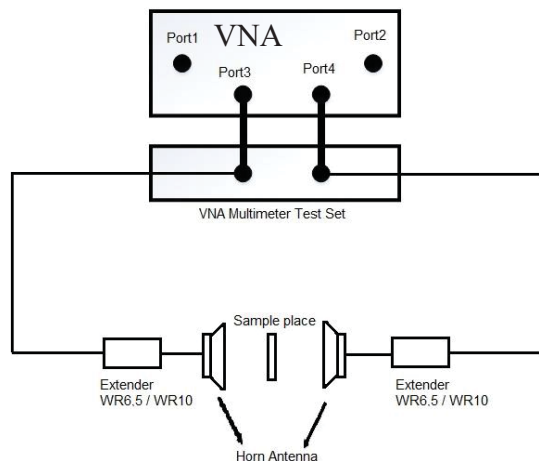 VNA
Port1
Port2
Port3
Port4
VNA Multimeter Test Set
Sample place
Extender
WR6,5 / WR10
Extender
WR6,5 / WR10
Horn Antenna